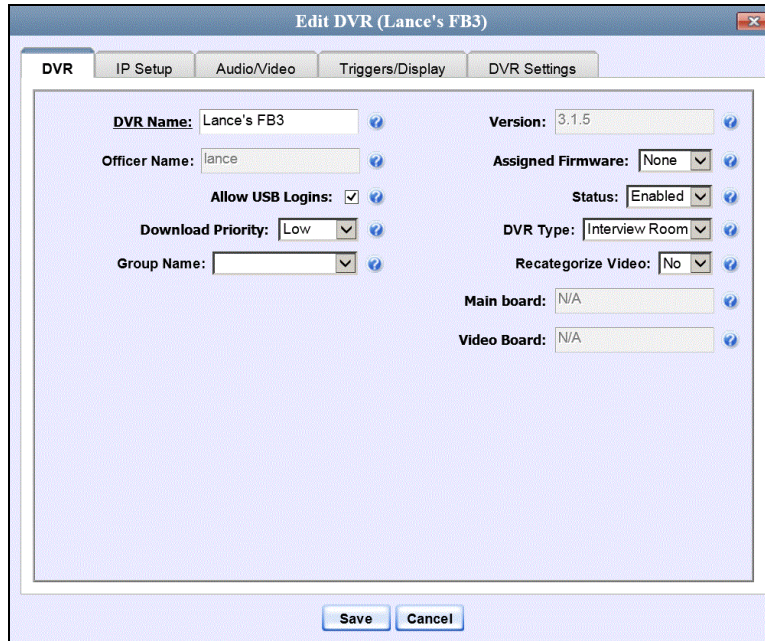 Edit DVR (Lance's FB3)
DVR
IP Setup
Audio/Video
Triggers/Display
DVR Settings
DVR Name: Lance's FB3
Officer Name: lance
Allow USB Logins:
Download Priority: Low
Group Name:
Version: 3.1.5
Assigned Firmware: None
Status: Enabled
DVR Type: Interview Room
Recategorize Video: No
Main board: N/A
Video Board: N/A
Save
Cancel